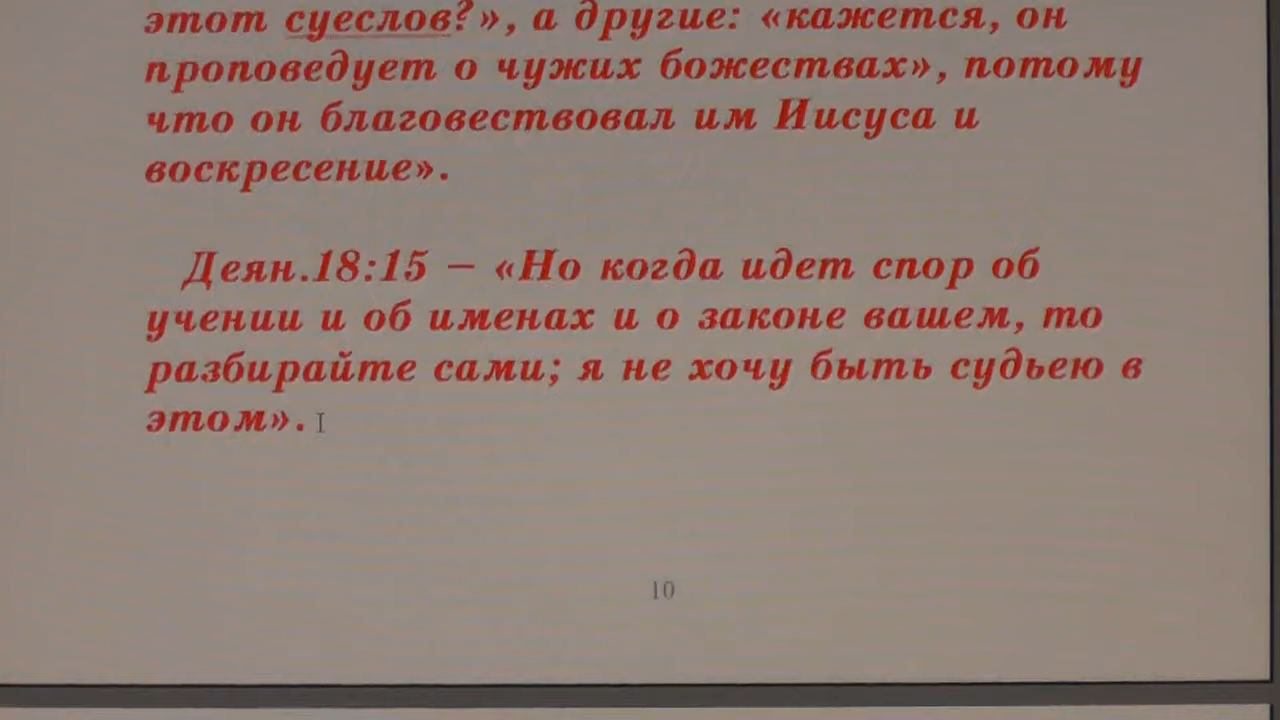 этот суеслов?», а другие: «кажется, он
проповедует о чужих божествах», потому
что он благовествовал им Иисуса и
воскресение».
Деян.18:15 – «Но когда идет спор об
учении и об именах и о законе вашем, то
разбирайте сами; я не хочу быть судьею в
этом».
10